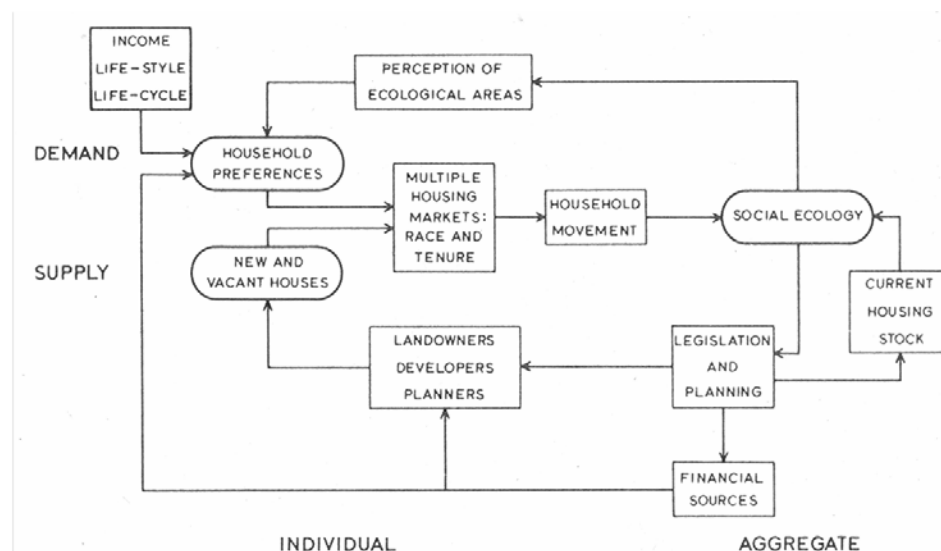 INCOME
LIFE-STYLE
LIFE-CYCLE
PERCEPTION OF
ECOLOGICAL AREAS
DEMAND
HOUSEHOLD
PREFERENCES
MULTIPLE
HOUSING
MARKETS:
RACE AND
TENURE
HOUSEHOLD
MOVEMENT
SOCIAL ECOLOGY
SUPPLY
NEW AND
VACANT HOUSES
CURRENT
HOUSING
STOCK
LANDOWNERS
DEVELOPERS
PLANNERS
LEGISLATION
AND
PLANNING
FINANCIAL
SOURCES
INDIVIDUAL
AGGREGATE